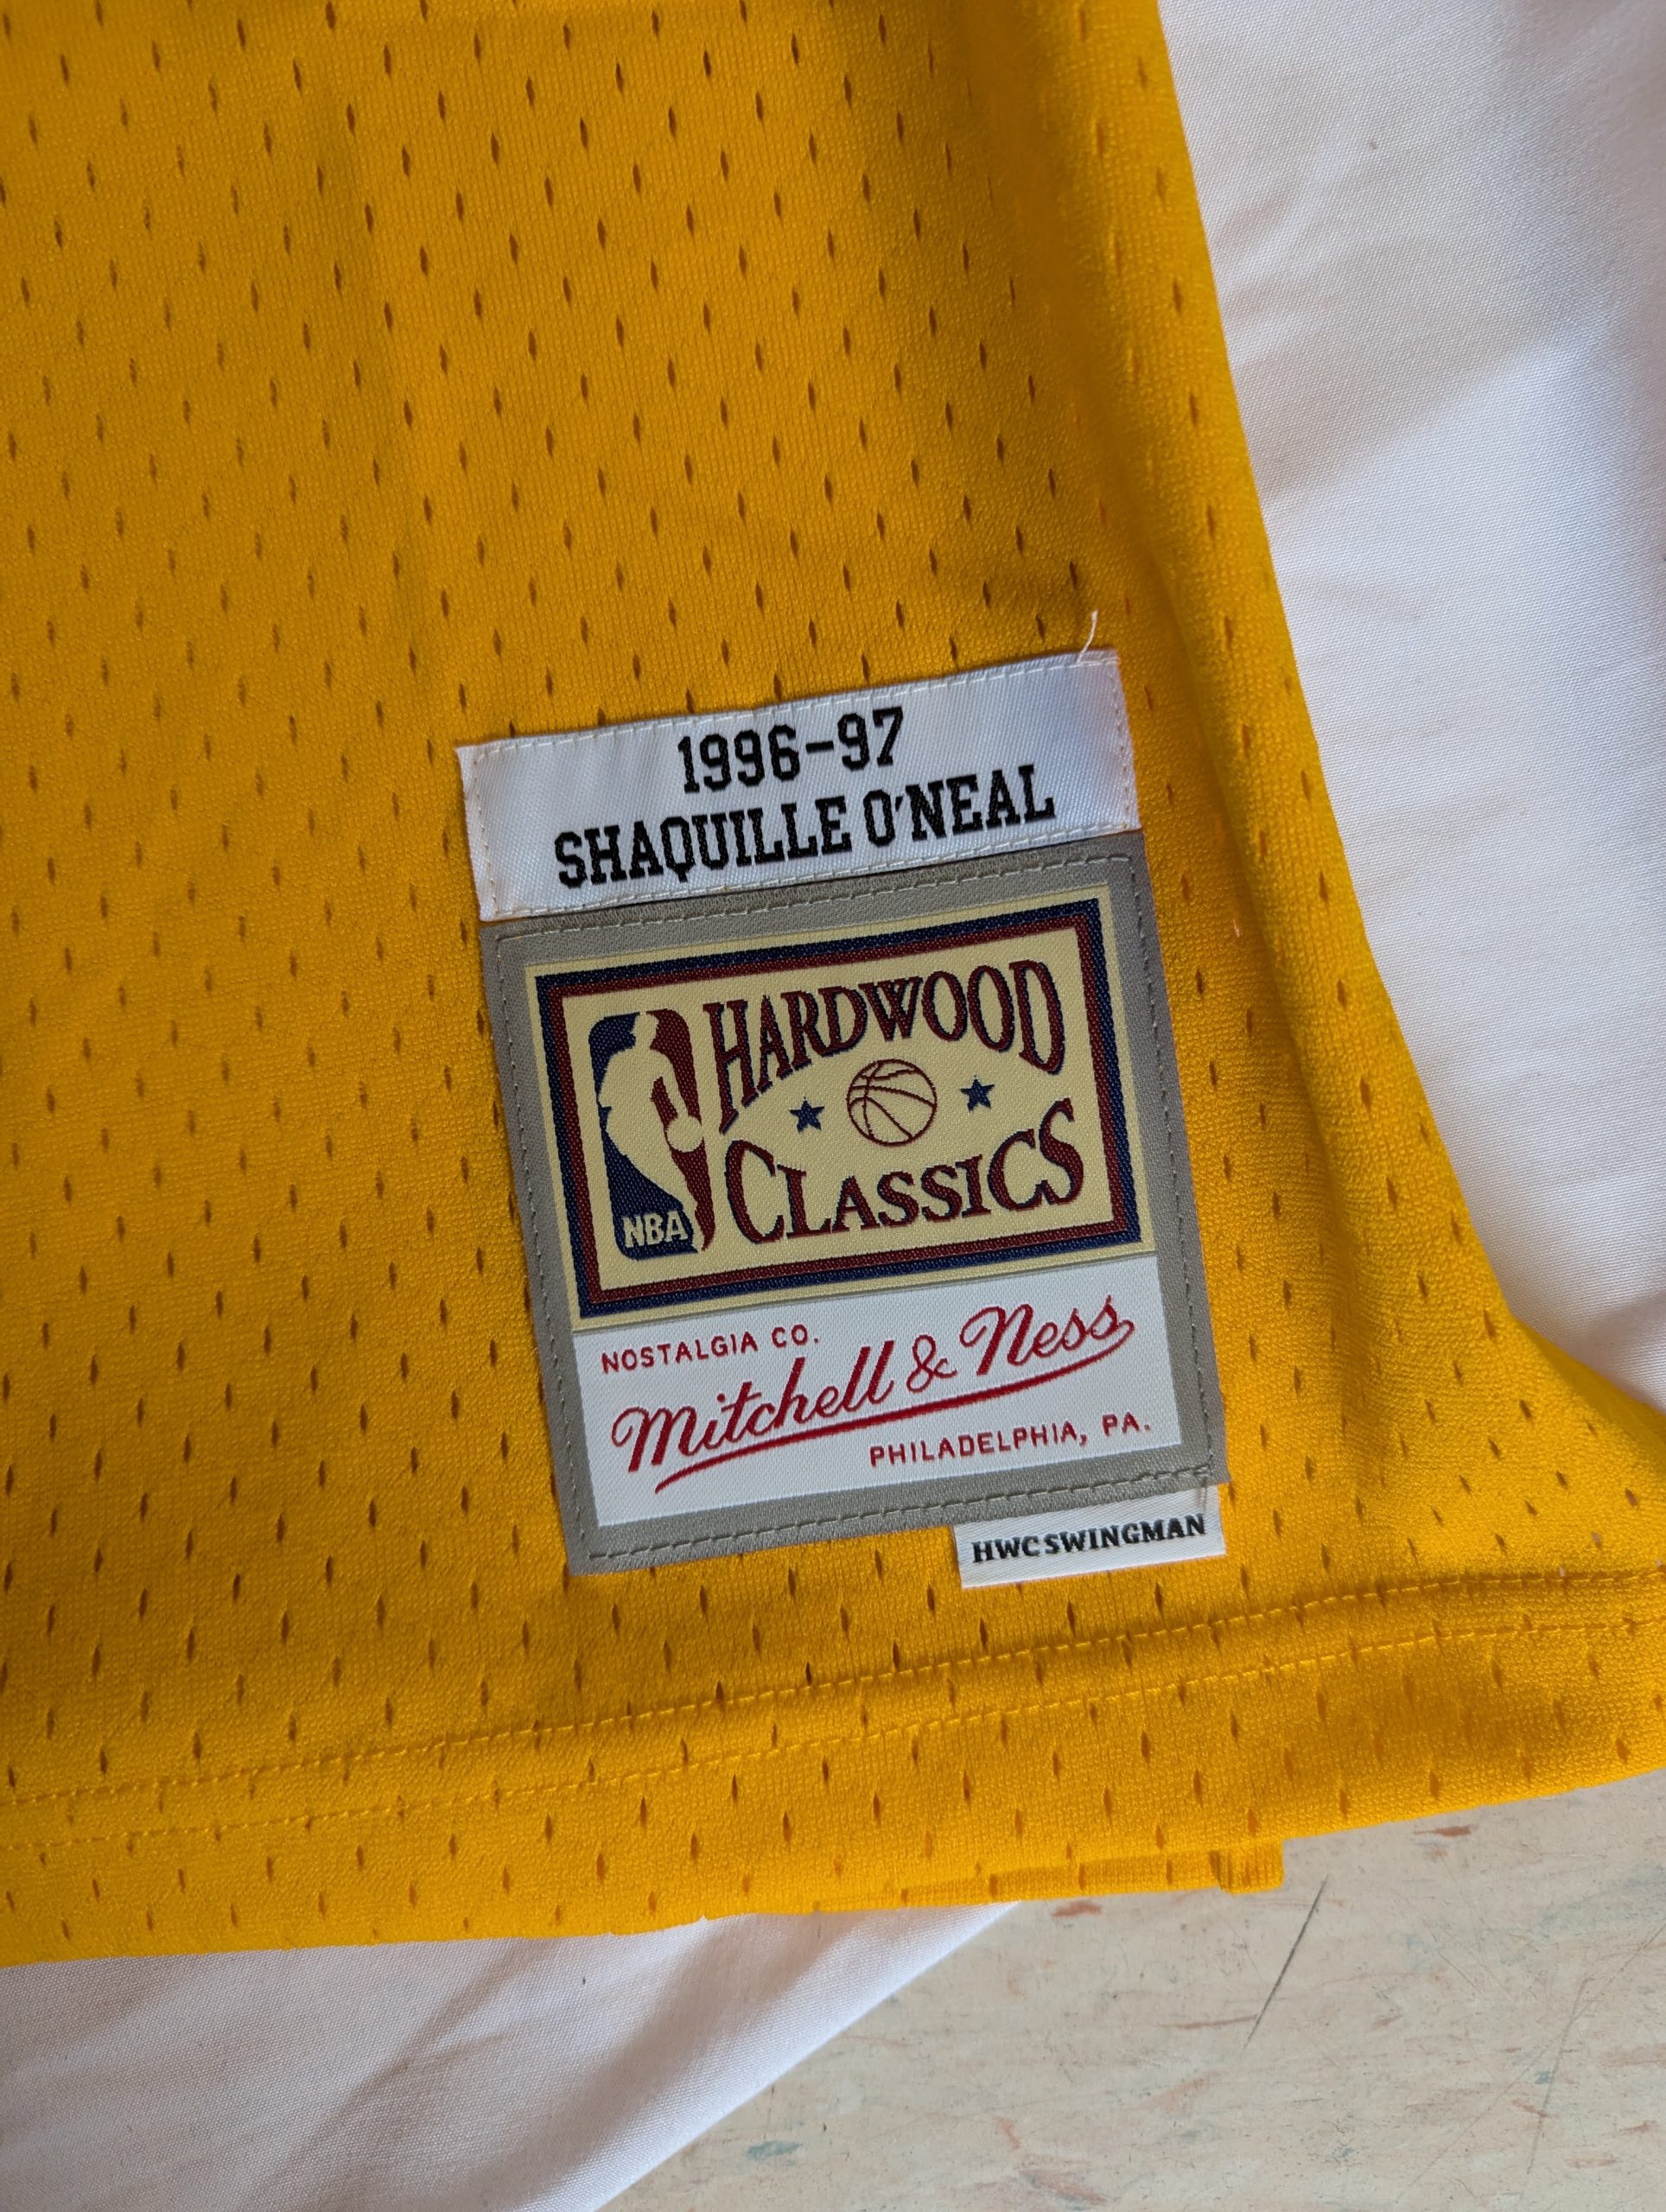 1996-97
SHAQUILLE O'NEAL
HARDWOOD
CLASSICS
NBA
NOSTALGIA CO.
Mitchell & Ness
PHILADELPHIA, PA.
HWC SWINGMAN